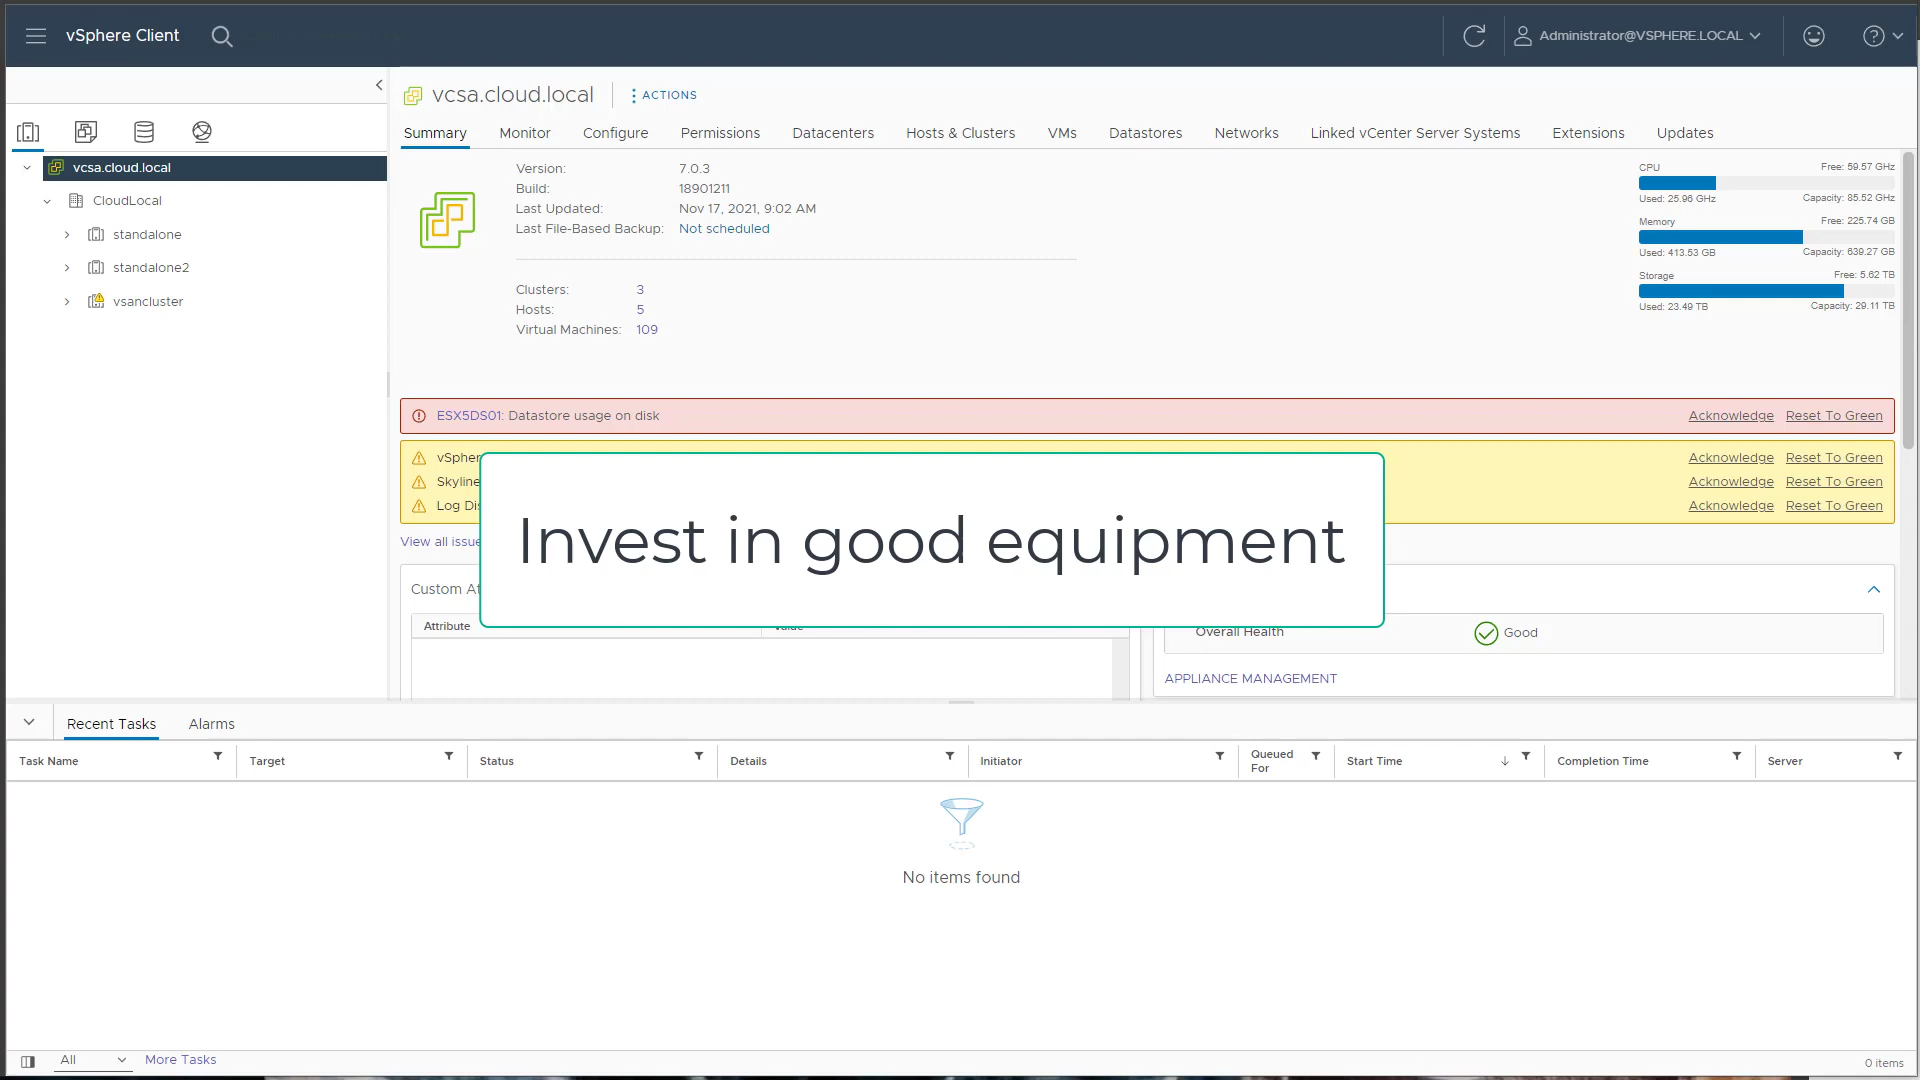 vSphere Client
Administrator@VSPHERE.LOCAL
vcsa.cloud.local
ACTIONS
Summary Monitor Configure Permissions Datacenters Hosts & Clusters VMs Datastores Networks Linked vCenter Server Systems Extensions Updates
vcsa.cloud.local
CloudLocal
standalone
standalone2
vsancluster
Version: 7.0.3
Build: 18901211
Last Updated: Nov 17, 2021, 9:02 AM
Last File-Based Backup: Not scheduled
Clusters: 3
Hosts: 5
Virtual Machines: 109
CPU Free: 59.57 GHz
Used: 25.96 GHz Capacity: 85.52 GHz
Memory Free: 225.74 GB
Used: 413.53 GB Capacity: 639.27 GB
Storage Free: 5.62 TB
Used: 23.49 TB Capacity: 29.11 TB
ESX5DS01: Datastore usage on disk Acknowledge Reset To Green
vSpher Acknowledge Reset To Green
Skyline Acknowledge Reset To Green
Log Dis Acknowledge Reset To Green
View all issue
Invest in good equipment
Custom At
Attribute Value
Overall Health Good
APPLIANCE MANAGEMENT
Recent Tasks Alarms
Task Name Target Status Details Initiator Queued For Start Time Completion Time Server
No items found
All More Tasks
0 items